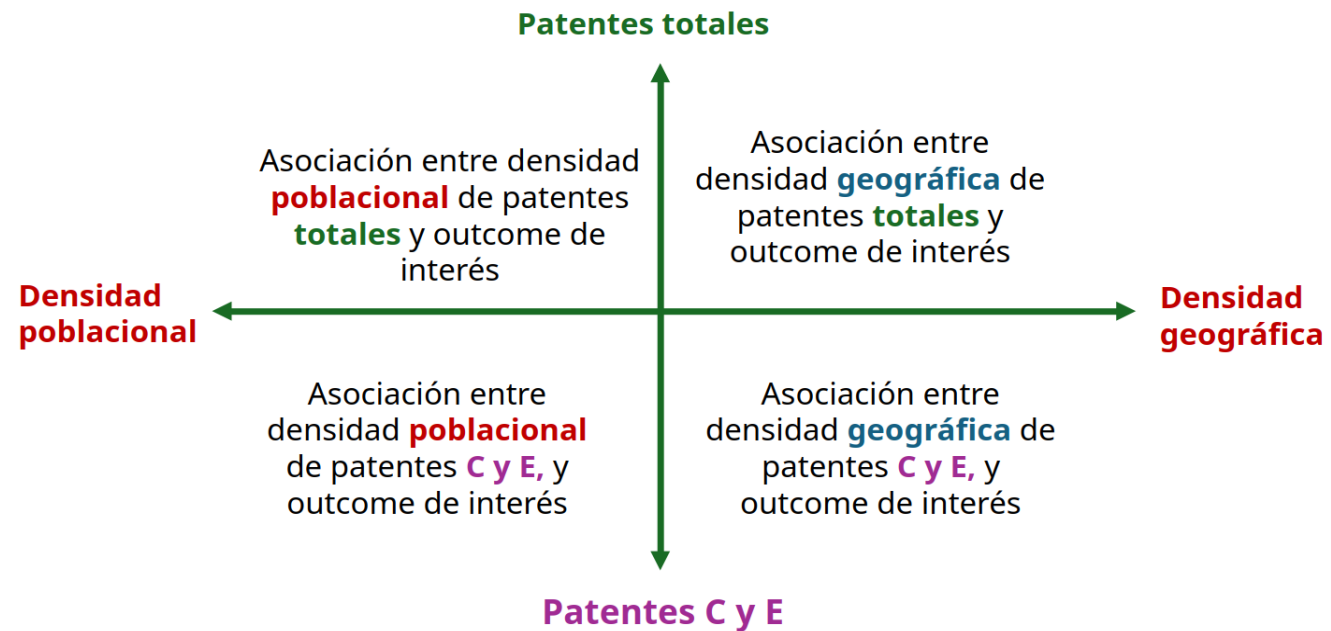 Patentes totales
Asociación entre densidad
poblacional de patentes
totales y outcome de
interés
Asociación entre
densidad geográfica de
patentes totales y
outcome de interés
Densidad
poblacional
Densidad
geográfica
Asociación entre
densidad poblacional
de patentes C y E, y
outcome de interés
Asociación entre
densidad geográfica de
patentes C y E, y
outcome de interés
Patentes C y E